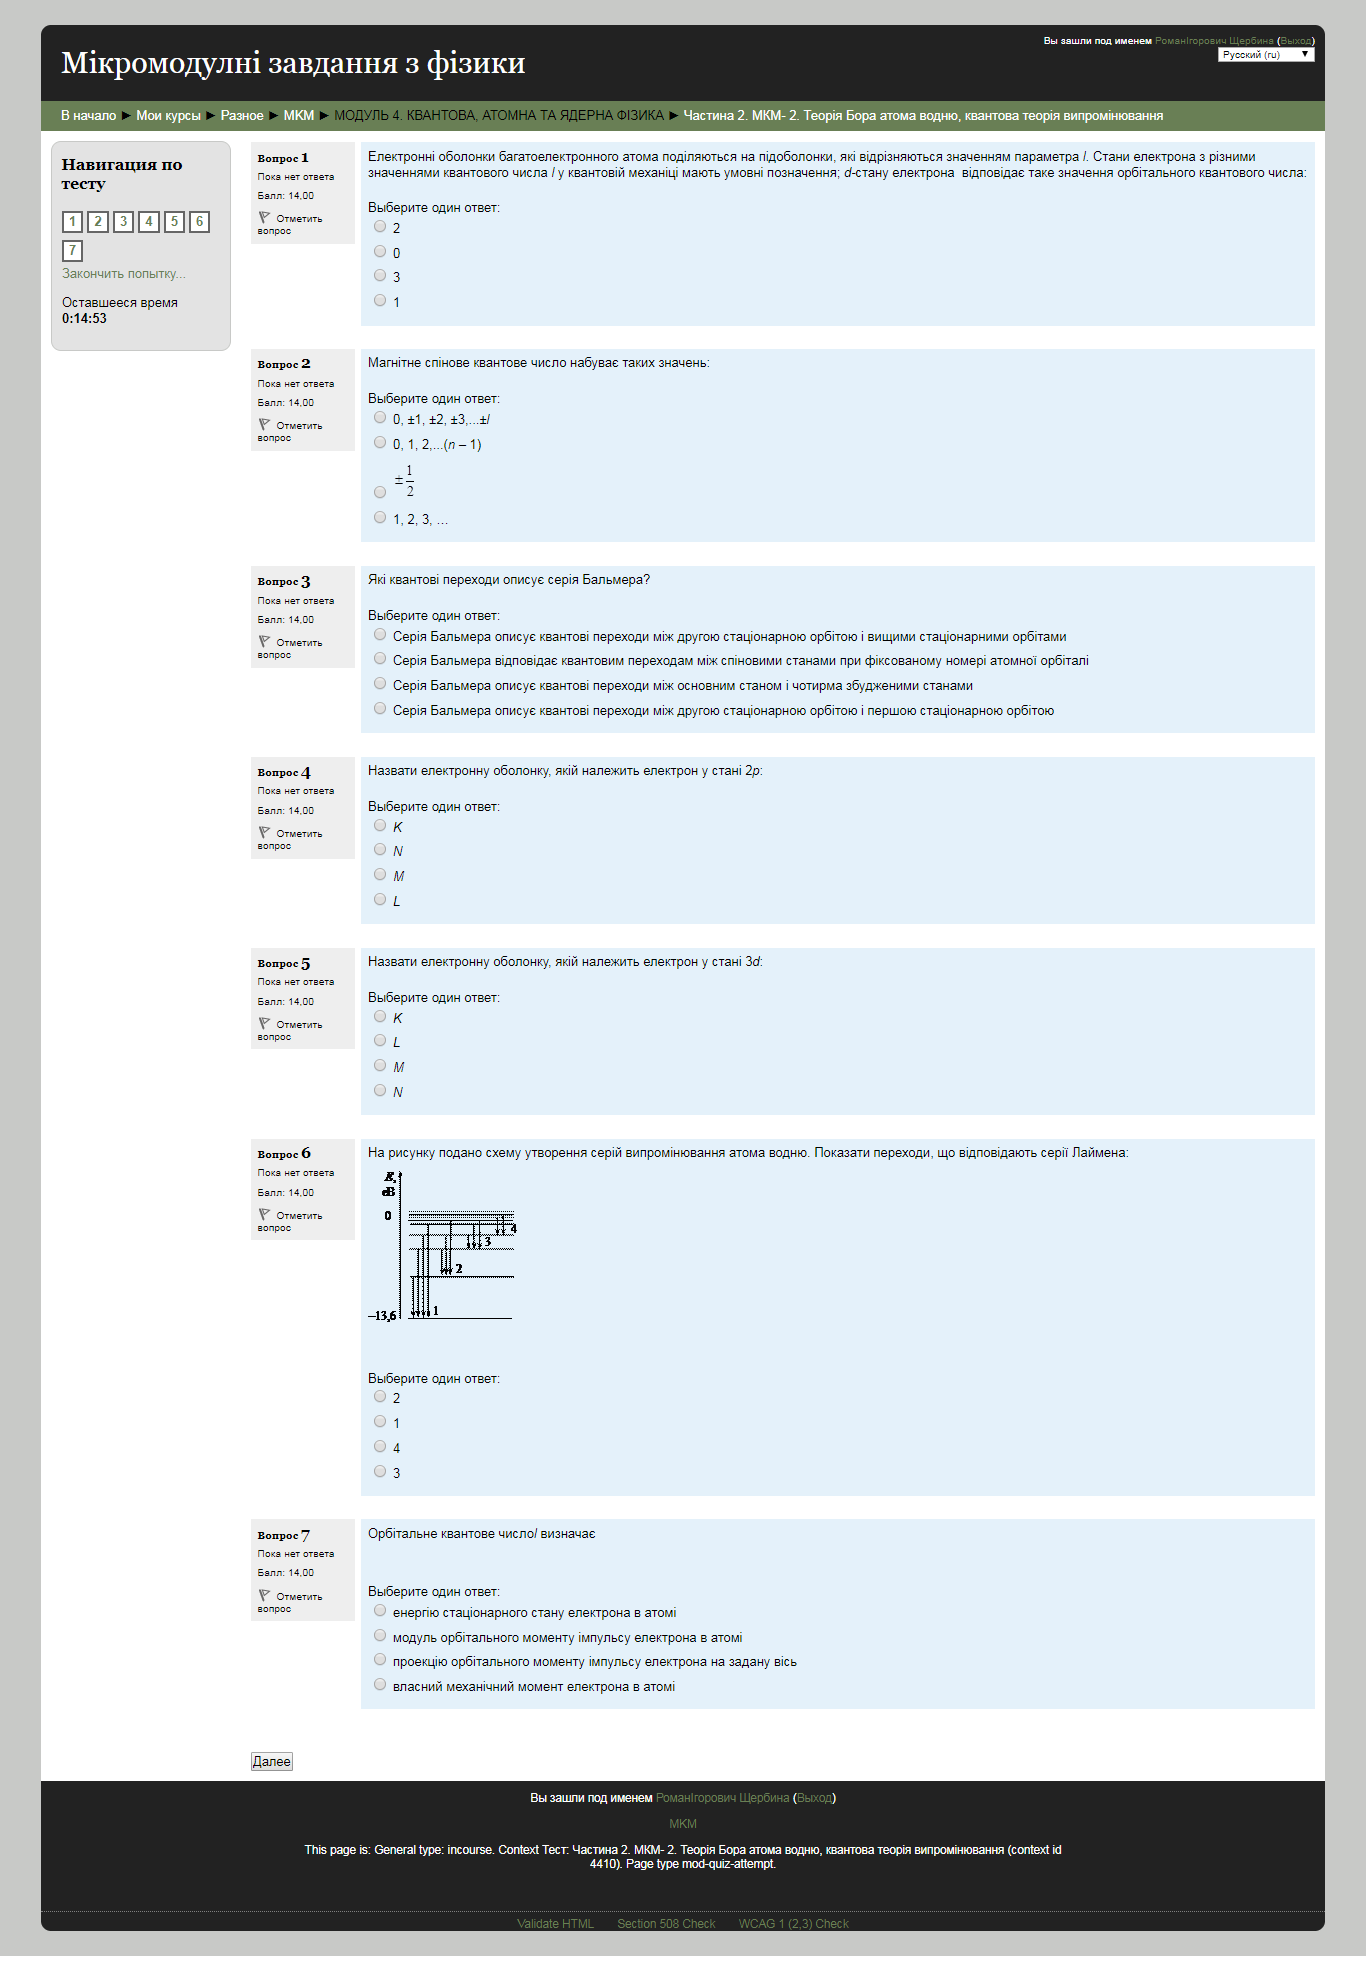 Вы зашли под именем РоманІгорович Щербина (Выход)
Русский (ru)
Мікромодулні завдання з фізики
В начало ► Мои курсы ► Разное ► МКМ ► МОДУЛЬ 4. КВАНТОВА, АТОМНА ТА ЯДЕРНА ФІЗИКА ► Частина 2. МКМ- 2. Теорія Бора атома водню, квантова теорія випромінювання
Навигация по
тесту
1 2 3 4 5 6
7
Закончить попытку...
Оставшееся время
0:14:53
Вопрос 1
Пока нет ответа
Балл: 14,00
Отметить
вопрос
Електронні оболонки багатоелектронного атома поділяються на підоболонки, які відрізняються значенням параметра l. Стани електрона з різними
значеннями квантового числа l у квантовій механіці мають умовні позначення; d-стану електрона відповідає таке значення орбітального квантового числа:
Выберите один ответ:
2
0
3
1
Вопрос 2
Пока нет ответа
Балл: 14,00
Отметить
вопрос
Магнітне спінове квантове число набуває таких значень:
Выберите один ответ:
0, ±1, ±2, ±3,...±l
0, 1, 2,...(n – 1)
±1/2
1, 2, 3, ...
Вопрос 3
Пока нет ответа
Балл: 14,00
Отметить
вопрос
Які квантові переходи описує серія Бальмера?
Выберите один ответ:
Серія Бальмера описує квантові переходи між другою стаціонарною орбітою і вищими стаціонарними орбітами
Серія Бальмера відповідає квантовим переходам між спіновими станами при фіксованому номері атомної орбіталі
Серія Бальмера описує квантові переходи між основним станом і чотирма збудженими станами
Серія Бальмера описує квантові переходи між другою стаціонарною орбітою і першою стаціонарною орбітою
Вопрос 4
Пока нет ответа
Балл: 14,00
Отметить
вопрос
Назвати електронну оболонку, якій належить електрон у стані 2p:
Выберите один ответ:
K
N
M
L
Вопрос 5
Пока нет ответа
Балл: 14,00
Отметить
вопрос
Назвати електронну оболонку, якій належить електрон у стані 3d:
Выберите один ответ:
K
L
M
N
Вопрос 6
Пока нет ответа
Балл: 14,00
Отметить
вопрос
На рисунку подано схему утворення серій випромінювання атома водню. Показати переходи, що відповідають серії Лаймена:
E,
еВ
0
4
3
2
1
–13,6
Выберите один ответ:
2
1
4
3
Вопрос 7
Пока нет ответа
Балл: 14,00
Отметить
вопрос
Орбітальне квантове числоl визначає
Выберите один ответ:
енергію стаціонарного стану електрона в атомі
модуль орбітального моменту імпульсу електрона в атомі
проекцію орбітального моменту імпульсу електрона на задану вісь
власний механічний момент електрона в атомі
Далее
Вы зашли под именем РоманІгорович Щербина (Выход)
МКМ
This page is: General type: incourse. Context Тест: Частина 2. МКМ- 2. Теорія Бора атома водню, квантова теорія випромінювання (context id
4410). Page type mod-quiz-attempt.
Validate HTML Section 508 Check WCAG 1 (2,3) Check